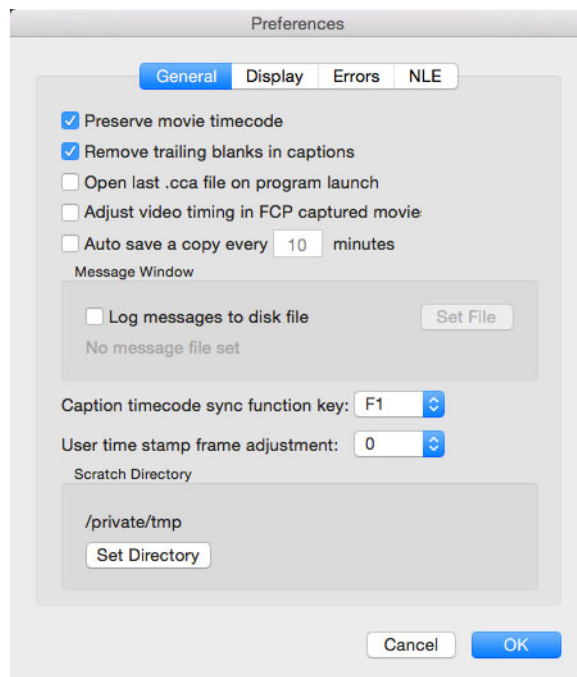 Preferences
General Display Errors NLE
Preserve movie timecode
Remove trailing blanks in captions
Open last .cca file on program launch
Adjust video timing in FCP captured movie
Auto save a copy every 10 minutes
Message Window
Log messages to disk file Set File
No message file set
Caption timecode sync function key: F1
User time stamp frame adjustment: 0
Scratch Directory
/private/tmp
Set Directory
Cancel OK